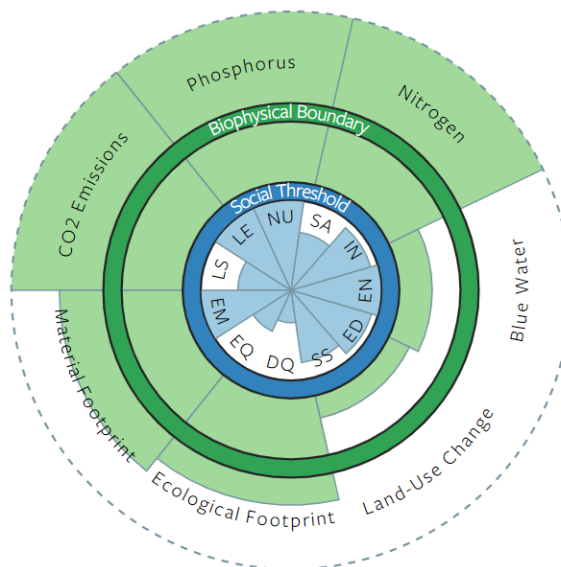 Phosphorus
Nitrogen
CO2 Emissions
Biophysical Boundary
Social Threshold
NU
SA
LE
IN
LS
EN
EM
ED
EQ
DQ
SS
Blue Water
Material Footprint
Ecological Footprint
Land-Use Change